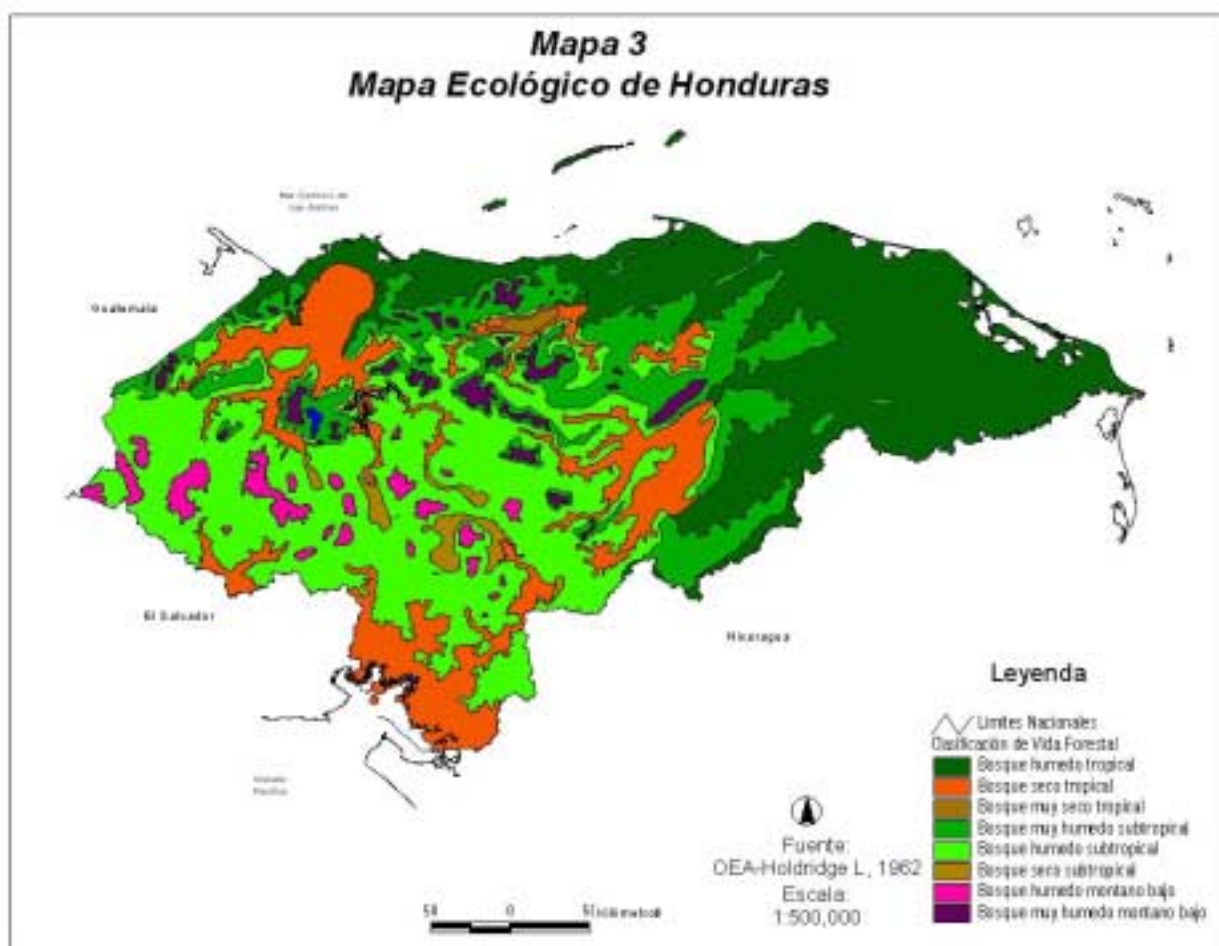 Mapa 3
Mapa Ecológico de Honduras
Guatemala
El Salvador
Nicaragua
Leyenda
Limites Nacionales
Clasificación de Vida Forestal
Bosque humedo tropical
Bosque seco tropical
Bosque muy seco tropical
Bosque muy humedo subtropical
Bosque humedo subtropical
Bosque seco subtropical
Bosque humedo montano bajo
Bosque muy humedo montano bajo
Fuente:
OEA-Holdridge L, 1962
Escala:
1:500,000
50 0